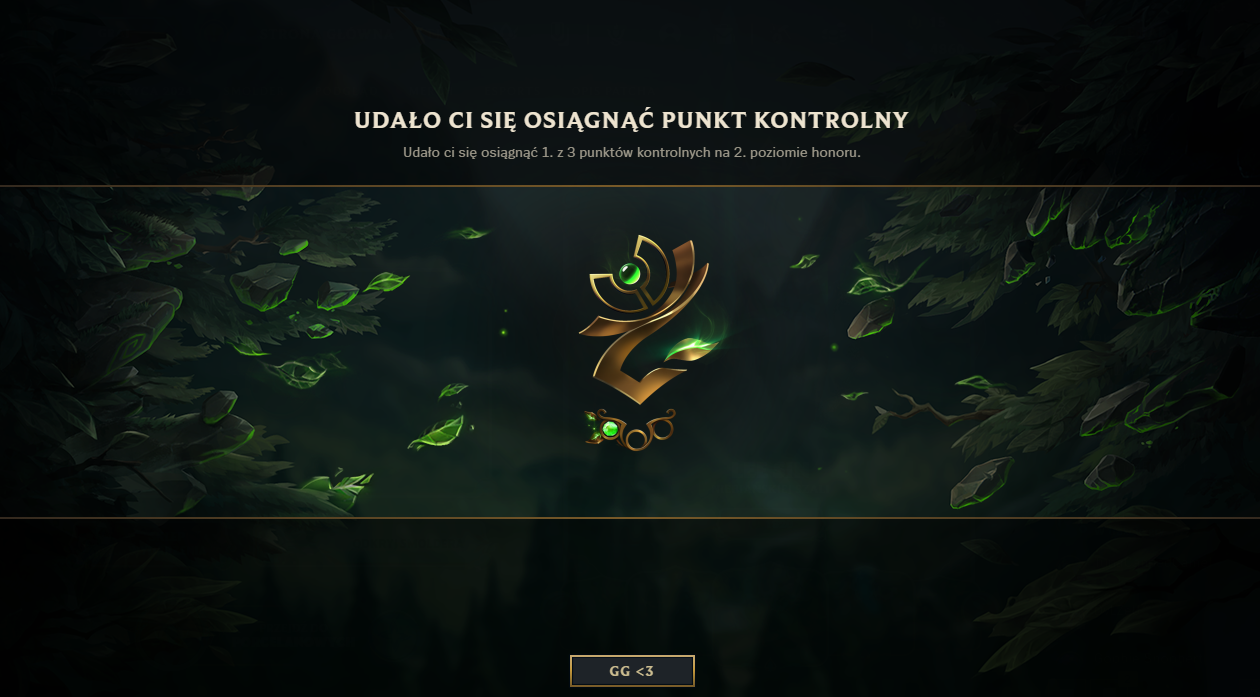 UDAŁO CI SIĘ OSIĄGNĄĆ PUNKT KONTROLNY
Udało ci się osiągnąć 1. z 3 punktów kontrolnych na 2. poziomie honoru.
GG <3